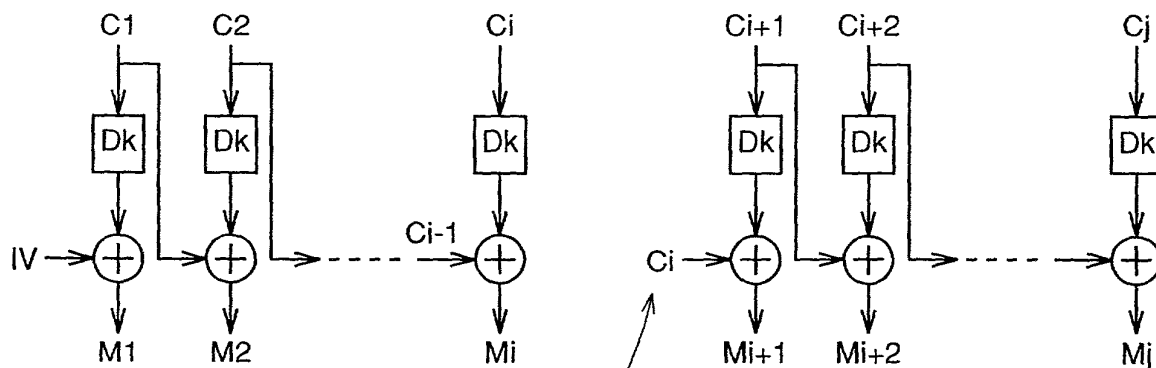 C1 C2 Ci Ci+1 Ci+2 Cj
Dk Dk Dk Dk Dk Dk
Ci-1
IV Ci
M1 M2 Mi Mi+1 Mi+2 Mj